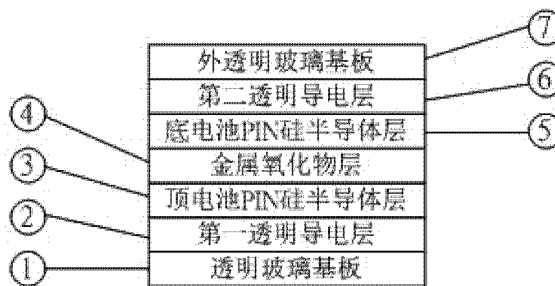 外透明玻璃基板
第二透明导电层
底电池PIN硅半导体层
金属氧化物层
顶电池PIN硅半导体层
第一透明导电层
透明玻璃基板
⑦
⑥
⑤
④
③
②
①